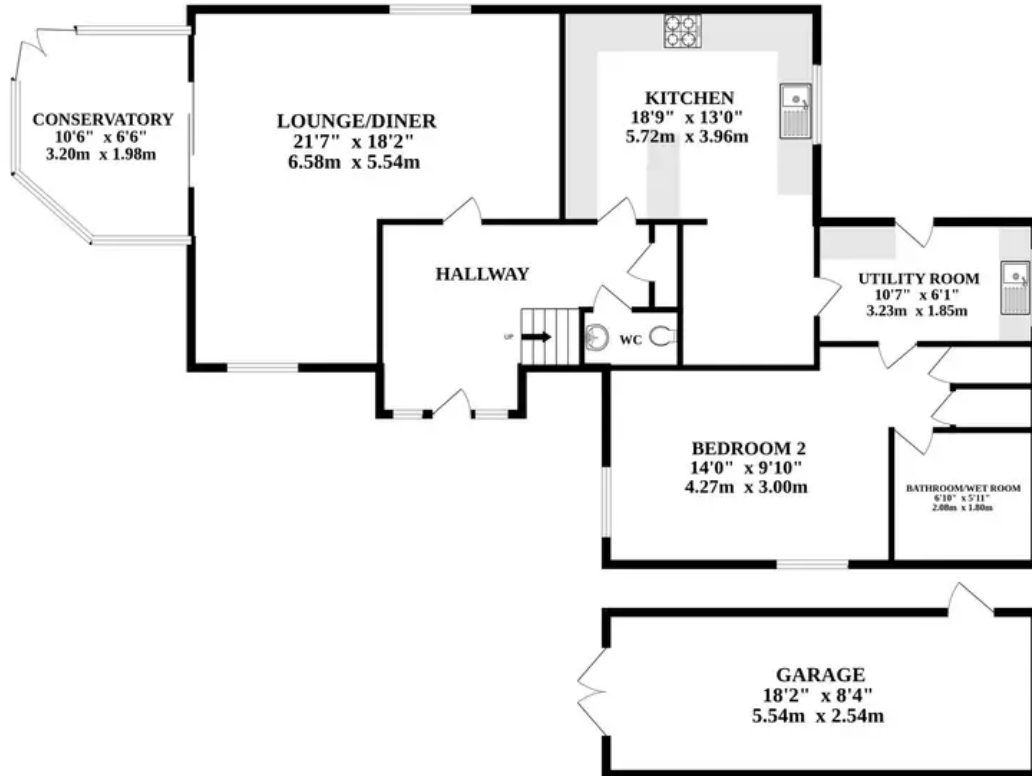 CONSERVATORY
10'6" x 6'6"
3.20m x 1.98m
LOUNGE/DINER
21'7" x 18'2"
6.58m x 5.54m
KITCHEN
18'9" x 13'0"
5.72m x 3.96m
HALLWAY
UP
WC
UTILITY ROOM
10'7" x 6'1"
3.23m x 1.85m
BEDROOM 2
14'0" x 9'10"
4.27m x 3.00m
BATHROOM/WET ROOM
6'10" x 5'11"
2.08m x 1.80m
GARAGE
18'2" x 8'4"
5.54m x 2.54m